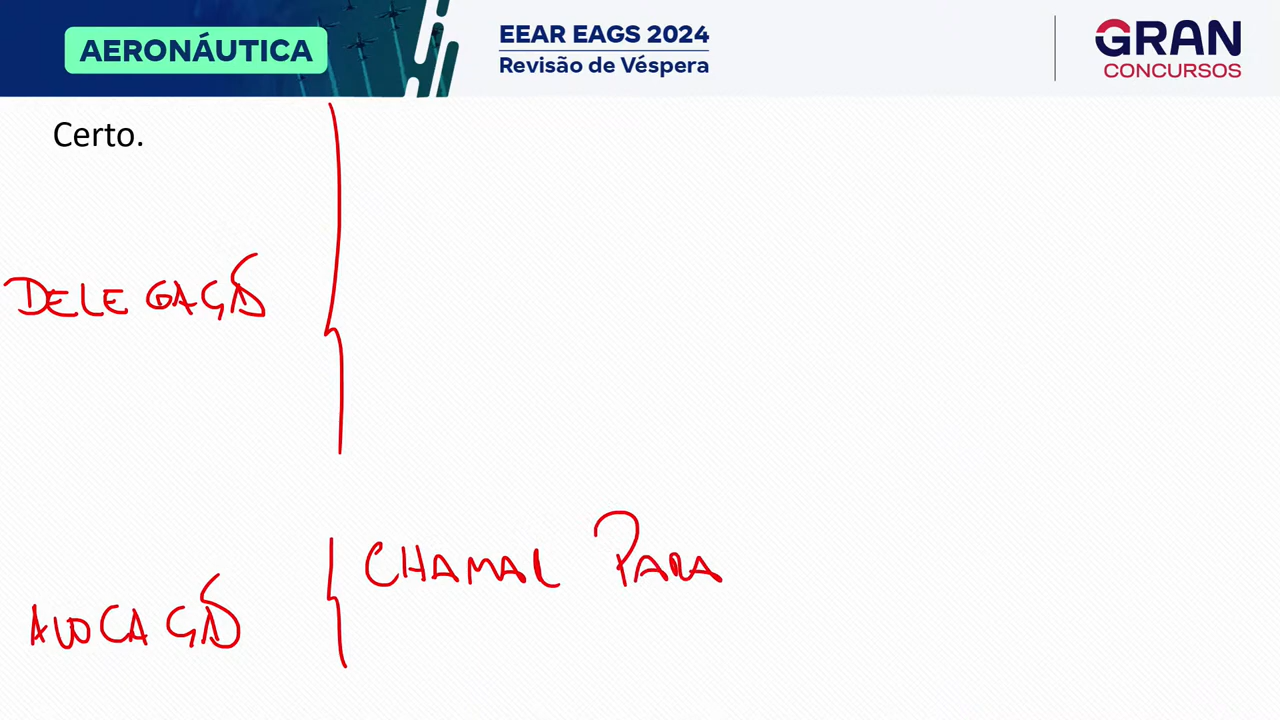 AERONÁUTICA
EEAR EAGS 2024
Revisão de Véspera
GRAN
CONCURSOS
Certo.
DELEGAÇÃO
CHAMAR PARA
AVOCAÇÃO